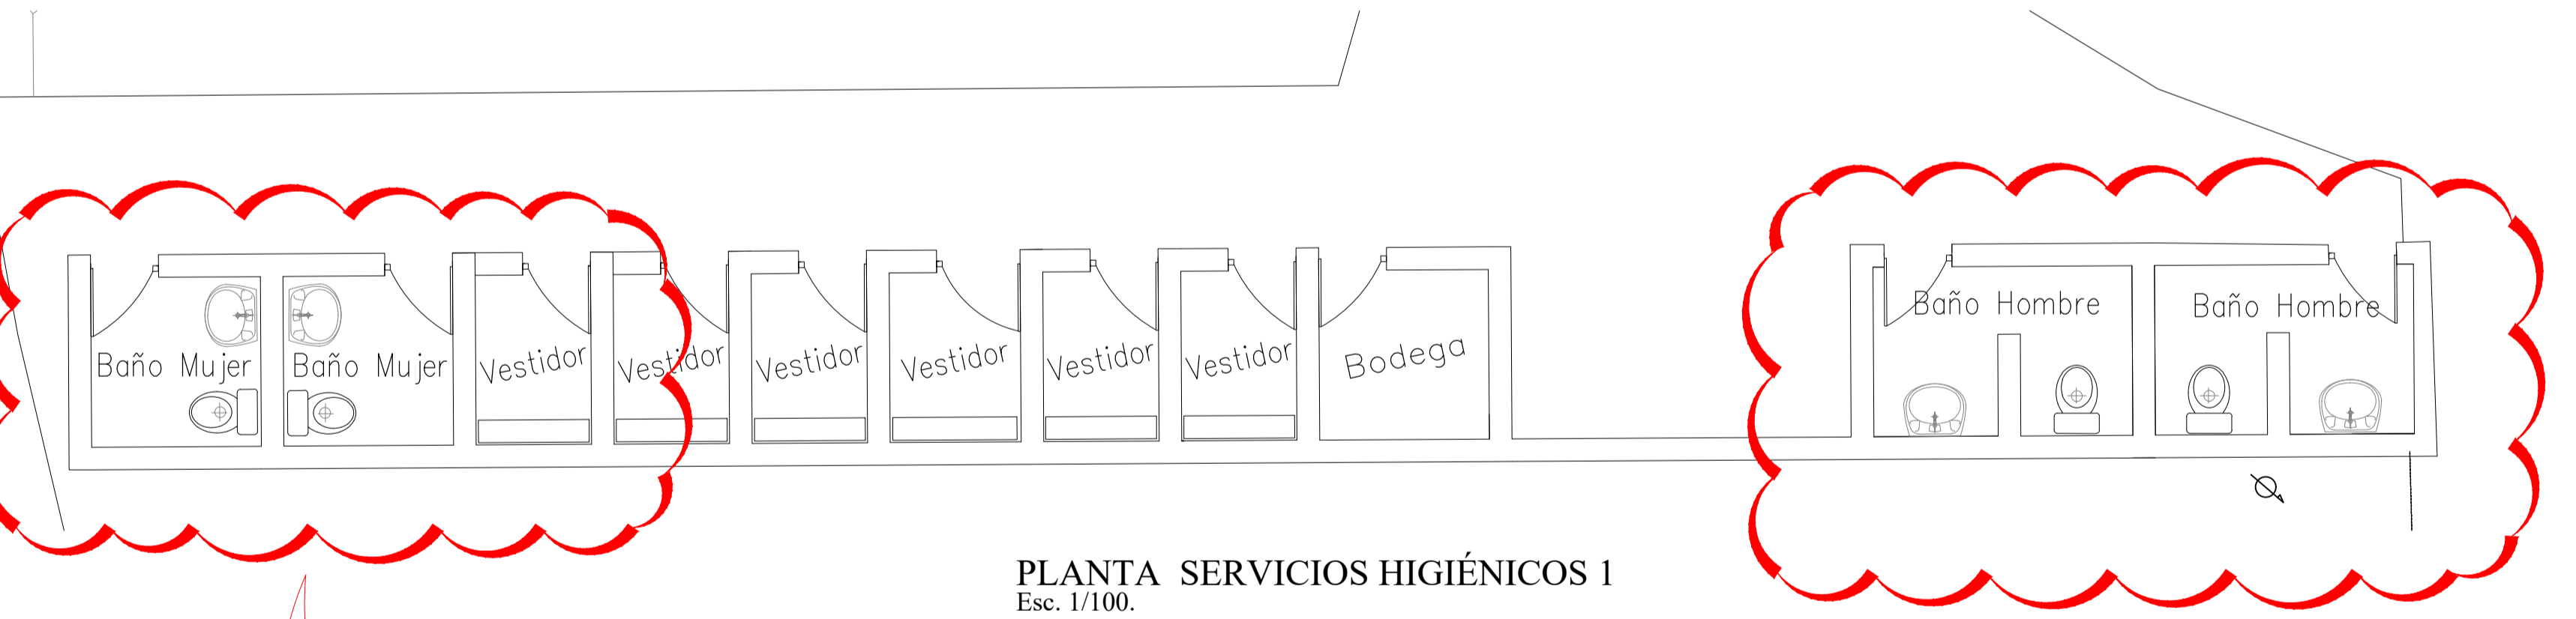 Baño Mujer
Baño Mujer
Vestidor
Vestidor
Vestidor
Vestidor
Vestidor
Vestidor
Bodega
Baño Hombre
Baño Hombre
PLANTA SERVICIOS HIGIÉNICOS 1
Esc. 1/100.